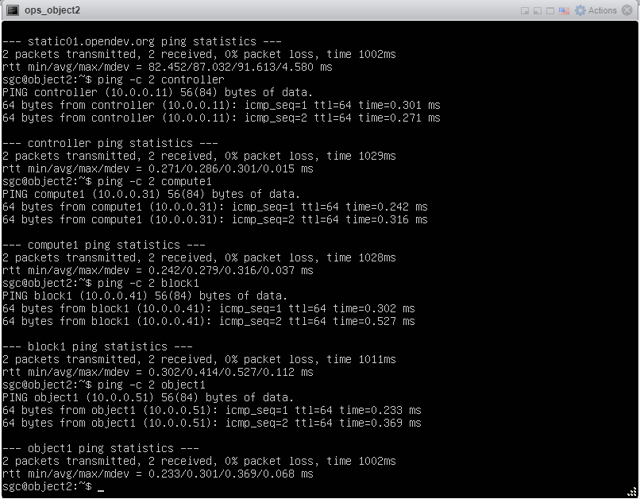 ops_object2
Actions
--- static01.opendev.org ping statistics ---
2 packets transmitted, 2 received, 0% packet loss, time 1002ms
rtt min/avg/max/mdev = 82.452/87.032/91.613/4.580 ms
sgc@object2:~$ ping -c 2 controller
PING controller (10.0.0.11) 56(84) bytes of data.
64 bytes from controller (10.0.0.11): icmp_seq=1 ttl=64 time=0.301 ms
64 bytes from controller (10.0.0.11): icmp_seq=2 ttl=64 time=0.271 ms
--- controller ping statistics ---
2 packets transmitted, 2 received, 0% packet loss, time 1029ms
rtt min/avg/max/mdev = 0.271/0.286/0.301/0.015 ms
sgc@object2:~$ ping -c 2 compute1
PING compute1 (10.0.0.31) 56(84) bytes of data.
64 bytes from compute1 (10.0.0.31): icmp_seq=1 ttl=64 time=0.242 ms
64 bytes from compute1 (10.0.0.31): icmp_seq=2 ttl=64 time=0.316 ms
--- compute1 ping statistics ---
2 packets transmitted, 2 received, 0% packet loss, time 1028ms
rtt min/avg/max/mdev = 0.242/0.279/0.316/0.037 ms
sgc@object2:~$ ping -c 2 block1
PING block1 (10.0.0.41) 56(84) bytes of data.
64 bytes from block1 (10.0.0.41): icmp_seq=1 ttl=64 time=0.302 ms
64 bytes from block1 (10.0.0.41): icmp_seq=2 ttl=64 time=0.527 ms
--- block1 ping statistics ---
2 packets transmitted, 2 received, 0% packet loss, time 1011ms
rtt min/avg/max/mdev = 0.302/0.414/0.527/0.112 ms
sgc@object2:~$ ping -c 2 object1
PING object1 (10.0.0.51) 56(84) bytes of data.
64 bytes from object1 (10.0.0.51): icmp_seq=1 ttl=64 time=0.233 ms
64 bytes from object1 (10.0.0.51): icmp_seq=2 ttl=64 time=0.369 ms
--- object1 ping statistics ---
2 packets transmitted, 2 received, 0% packet loss, time 1002ms
rtt min/avg/max/mdev = 0.233/0.301/0.369/0.068 ms
sgc@object2:~$ _